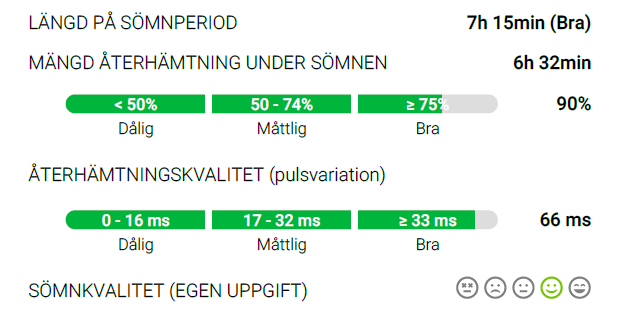 LÄNGD PÅ SÖMNPERIOD 7h 15min (Bra)
MÄNGD ÅTERHÄMTNING UNDER SÖMNEN 6h 32min
< 50% 50 - 74% ≥ 75% 90%
Dålig Måttlig Bra
ÅTERHÄMTNINGSKVALITET (pulsvariation)
0 - 16 ms 17 - 32 ms ≥ 33 ms 66 ms
Dålig Måttlig Bra
SÖMNKVALITET (EGEN UPPGIFT)